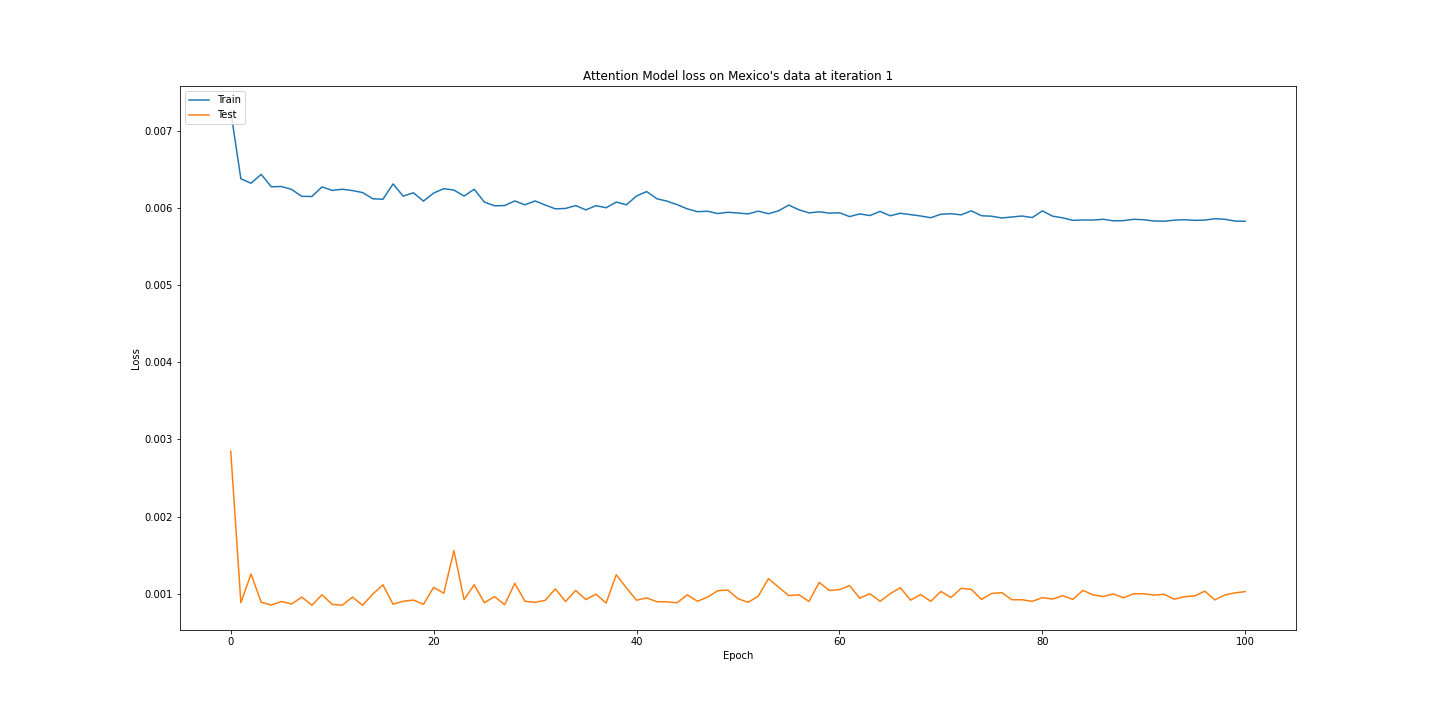 Attention Model loss on Mexico's data at iteration 1
Train
Test
0.007
0.006
0.005
0.004
0.003
0.002
0.001
Loss
0 20 40 60 80 100
Epoch